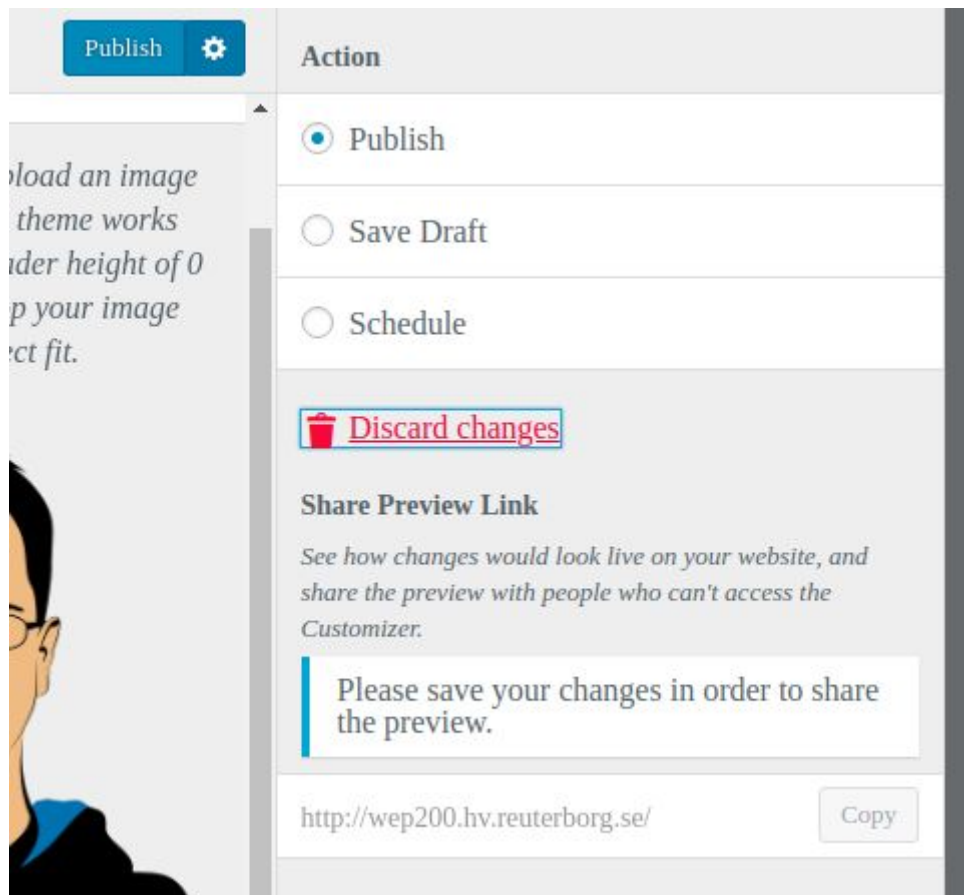 Publish
Action
Publish
Save Draft
Schedule
an image
theme works
height of 0
your image
fit.
Discard changes
Share Preview Link
See how changes would look live on your website, and
share the preview with people who can't access the
Customizer.
Please save your changes in order to share
the preview.
http://wep200.hv.reuterborg.se/
Copy